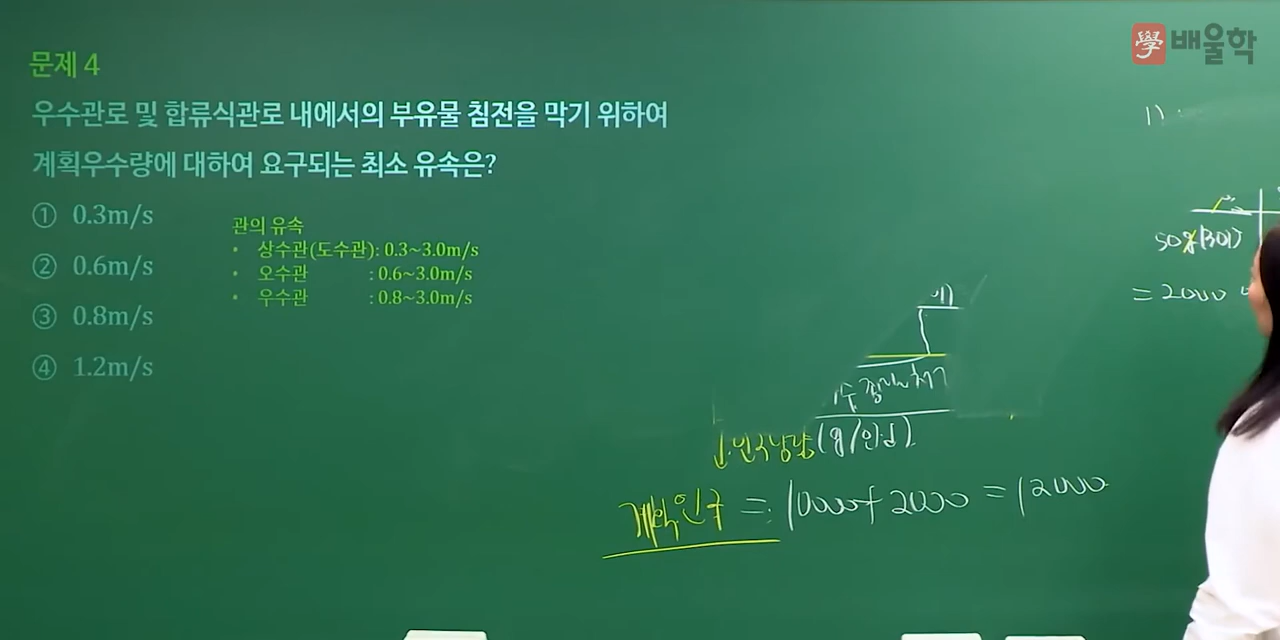 學 배울학
문제 4
우수관로 및 합류식관로 내에서의 부유물 침전을 막기 위하여
계획우수량에 대하여 요구되는 최소 유속은?
① 0.3m/s
② 0.6m/s
③ 0.8m/s
④ 1.2m/s
관의 유속
• 상수관(도수관): 0.3~3.0m/s
• 오수관 : 0.6~3.0m/s
• 우수관 : 0.8~3.0m/s
1)
= 2000
계획인구 = 10000 + 2000 = 12000